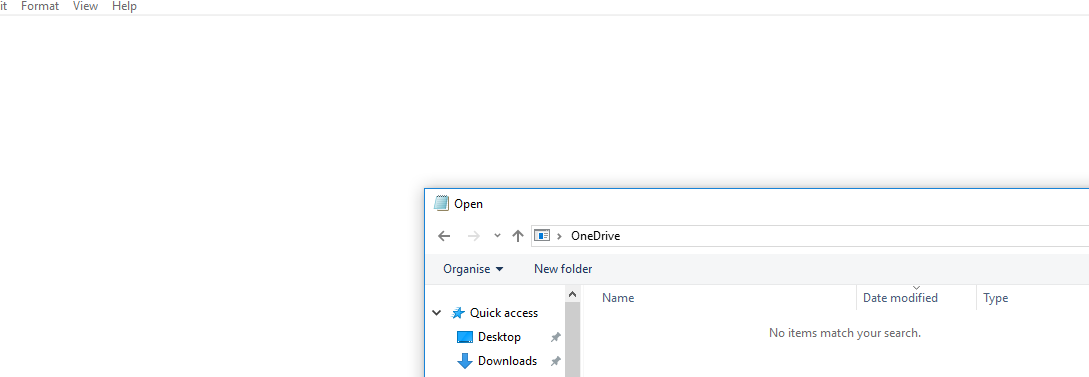 it Format View Help
Open
OneDrive
Organise New folder
Name Date modified Type
Quick access
No items match your search.
Desktop
Downloads